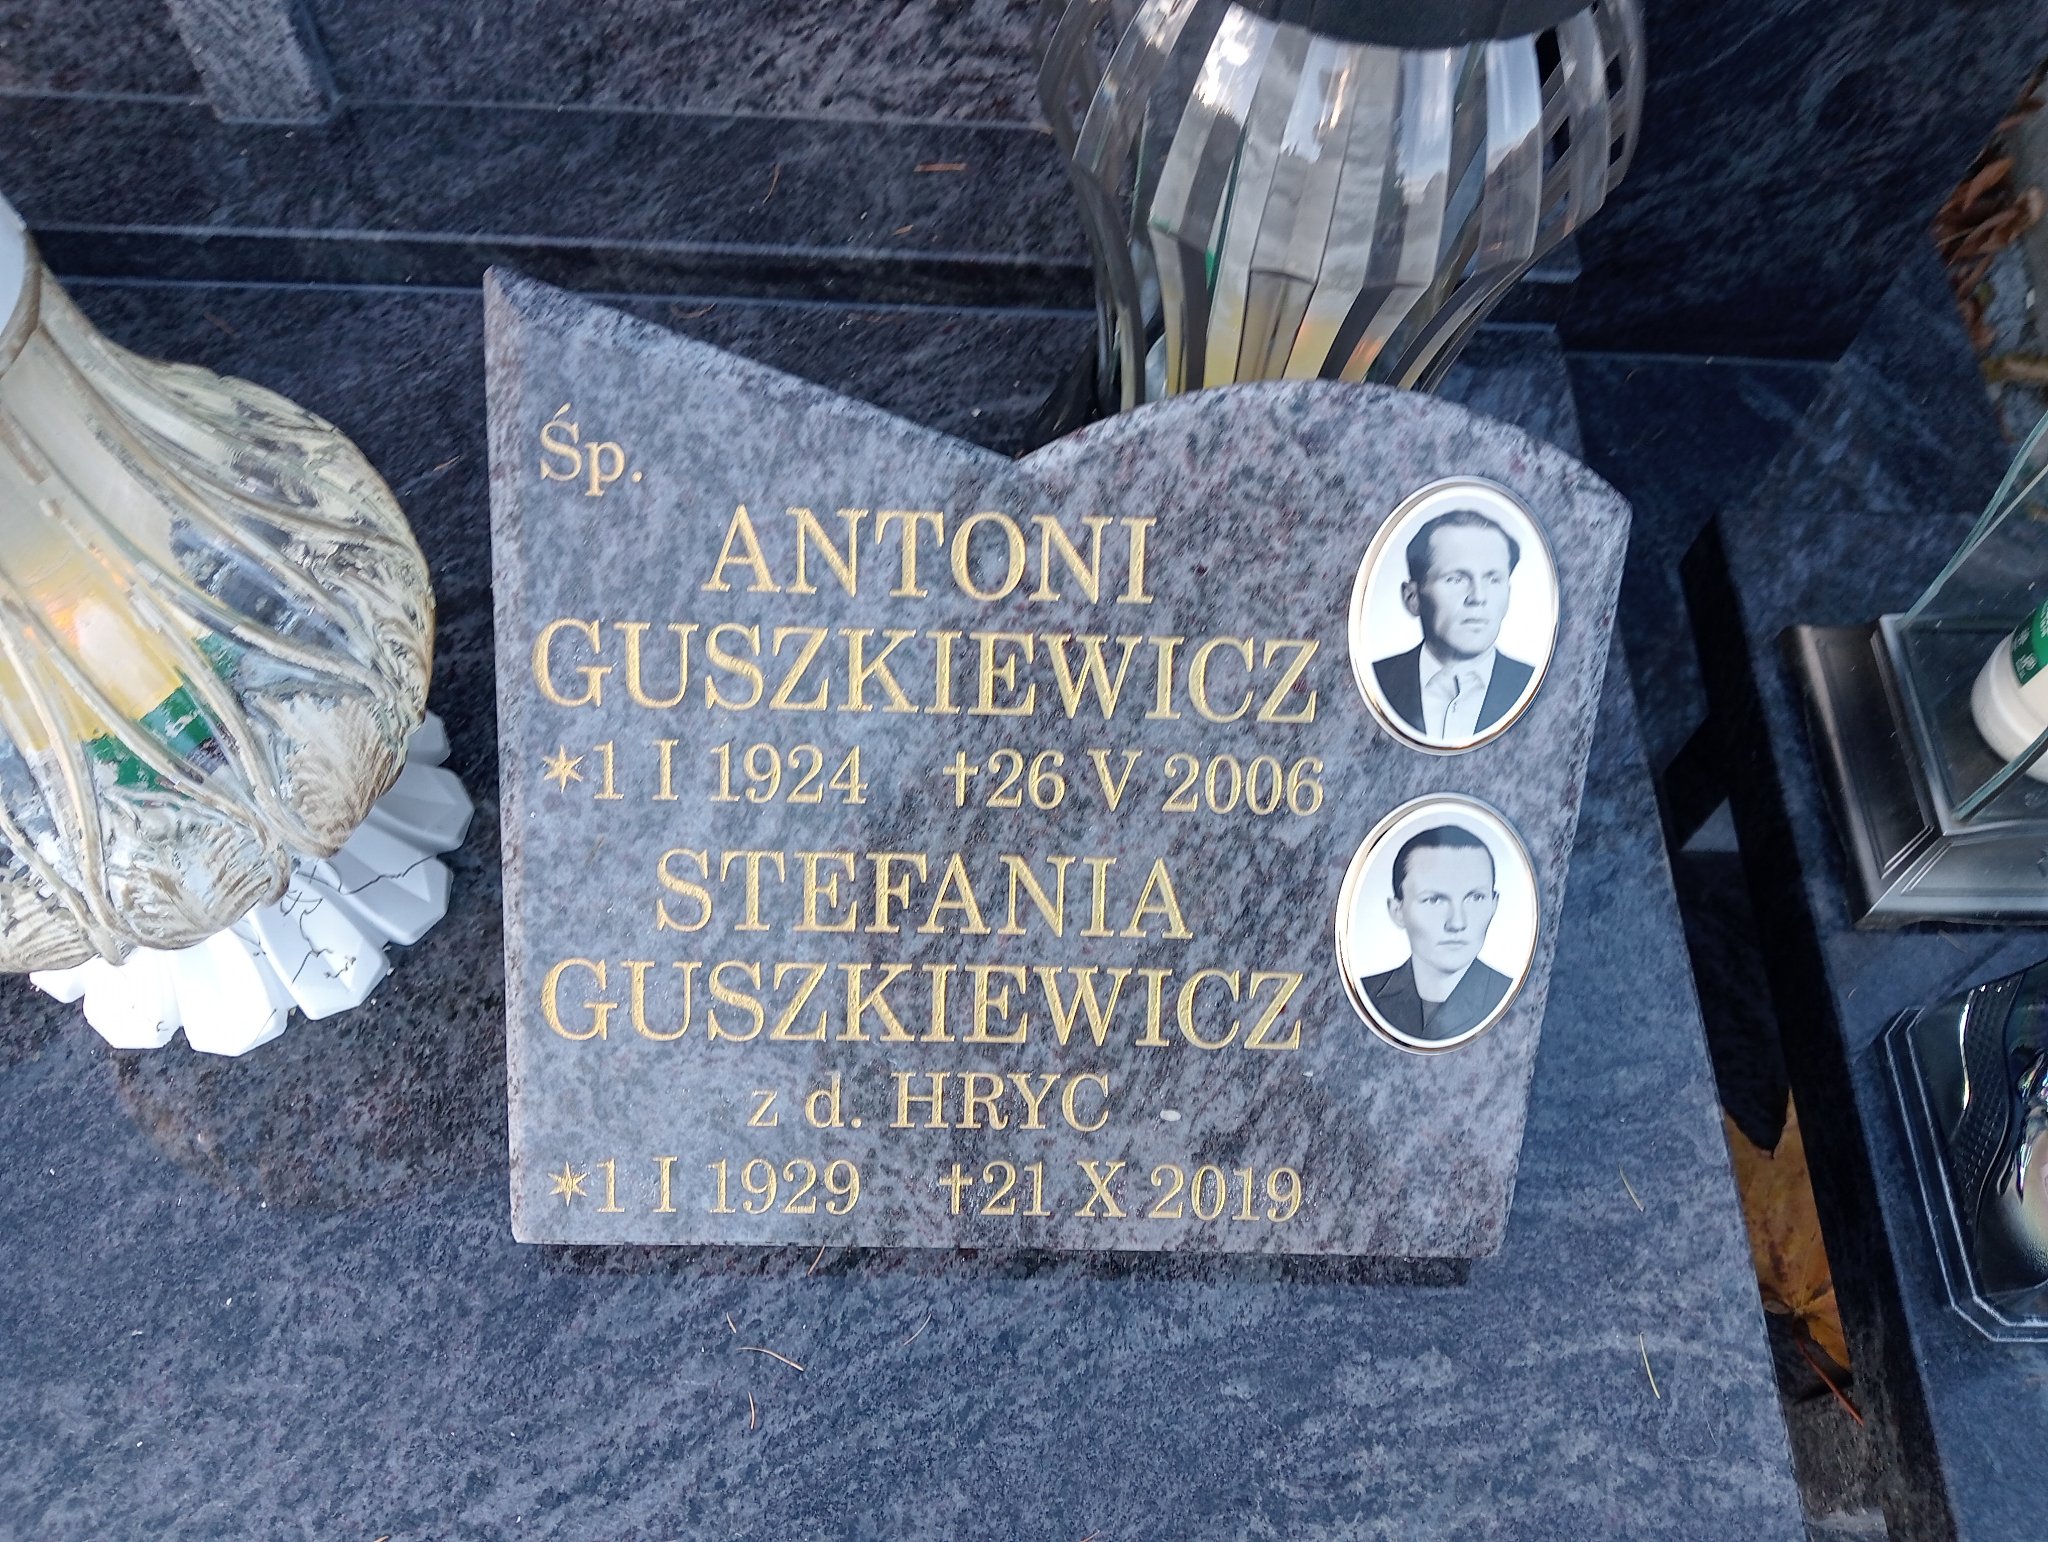 Śp.
ANTONI
GUSZKIEWICZ
*1 I 1924 †26 V 2006
STEFANIA
GUSZKIEWICZ
z d. HRYC
*1 I 1929 †21 X 2019